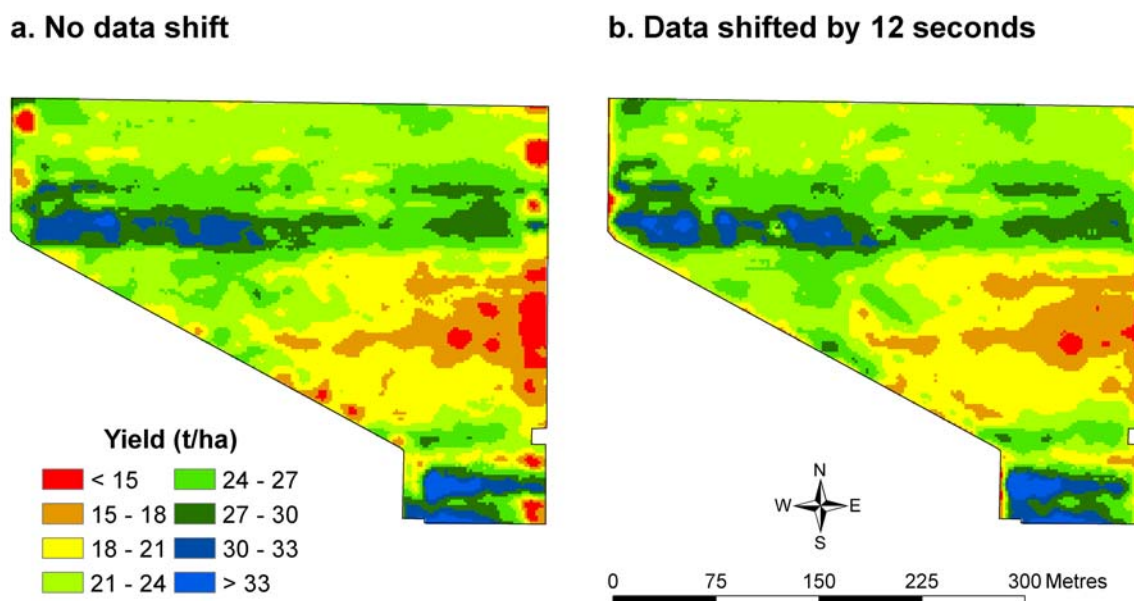 a. No data shift
b. Data shifted by 12 seconds
Yield (t/ha)
< 15
24 - 27
15 - 18
27 - 30
18 - 21
30 - 33
21 - 24
> 33
N
W E
S
0 75 150 225 300 Metres